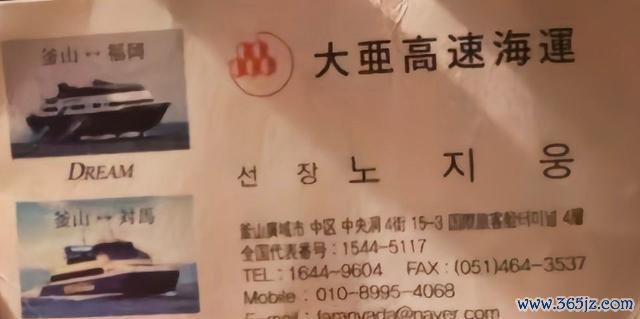 釜山 ↔ 福岡
DREAM
釜山 ↔ 対馬
大亜高速海運
선 장 노 지 웅
釜山廣域市 中区 中央洞 4街 15-3 国際旅客船터미널 4層
全国代表番号 : 1544-5117
TEL : 1644-9604 FAX : (051)464-3537
Mobile : 010-8995-4068
E-mail : @naver.com
www.365jz.com